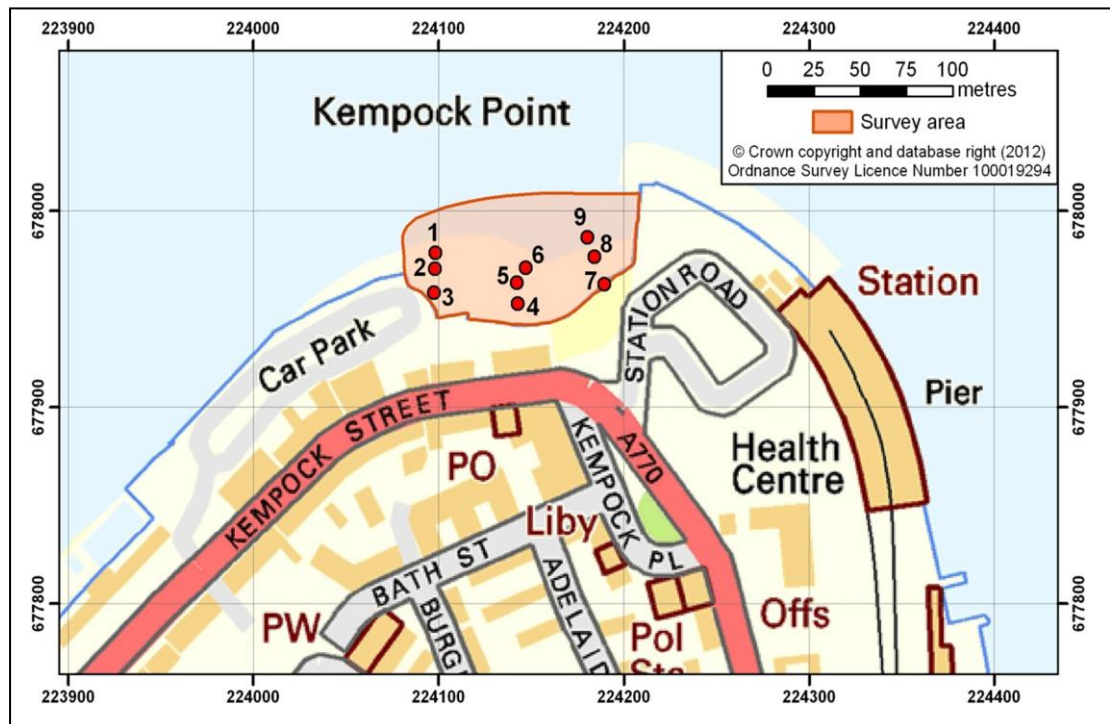 223900 224000 224100 224200 224300 224400
0 25 50 75 100
metres
Survey area
© Crown copyright and database right (2012)
Ordnance Survey Licence Number 100019294
Kempock Point
678000 678000
1
2
3
4
5
6
7
8
9
STATION ROAD
Station
Car Park
Pier
677900 677900
KEMPOCK STREET
A770
PO
KEMPOCK PL
Health
Centre
Liby
BATH ST
677800 677800
PW
BURG
ADELAID
Pol
Sta
Offs
223900 224000 224100 224200 224300 224400